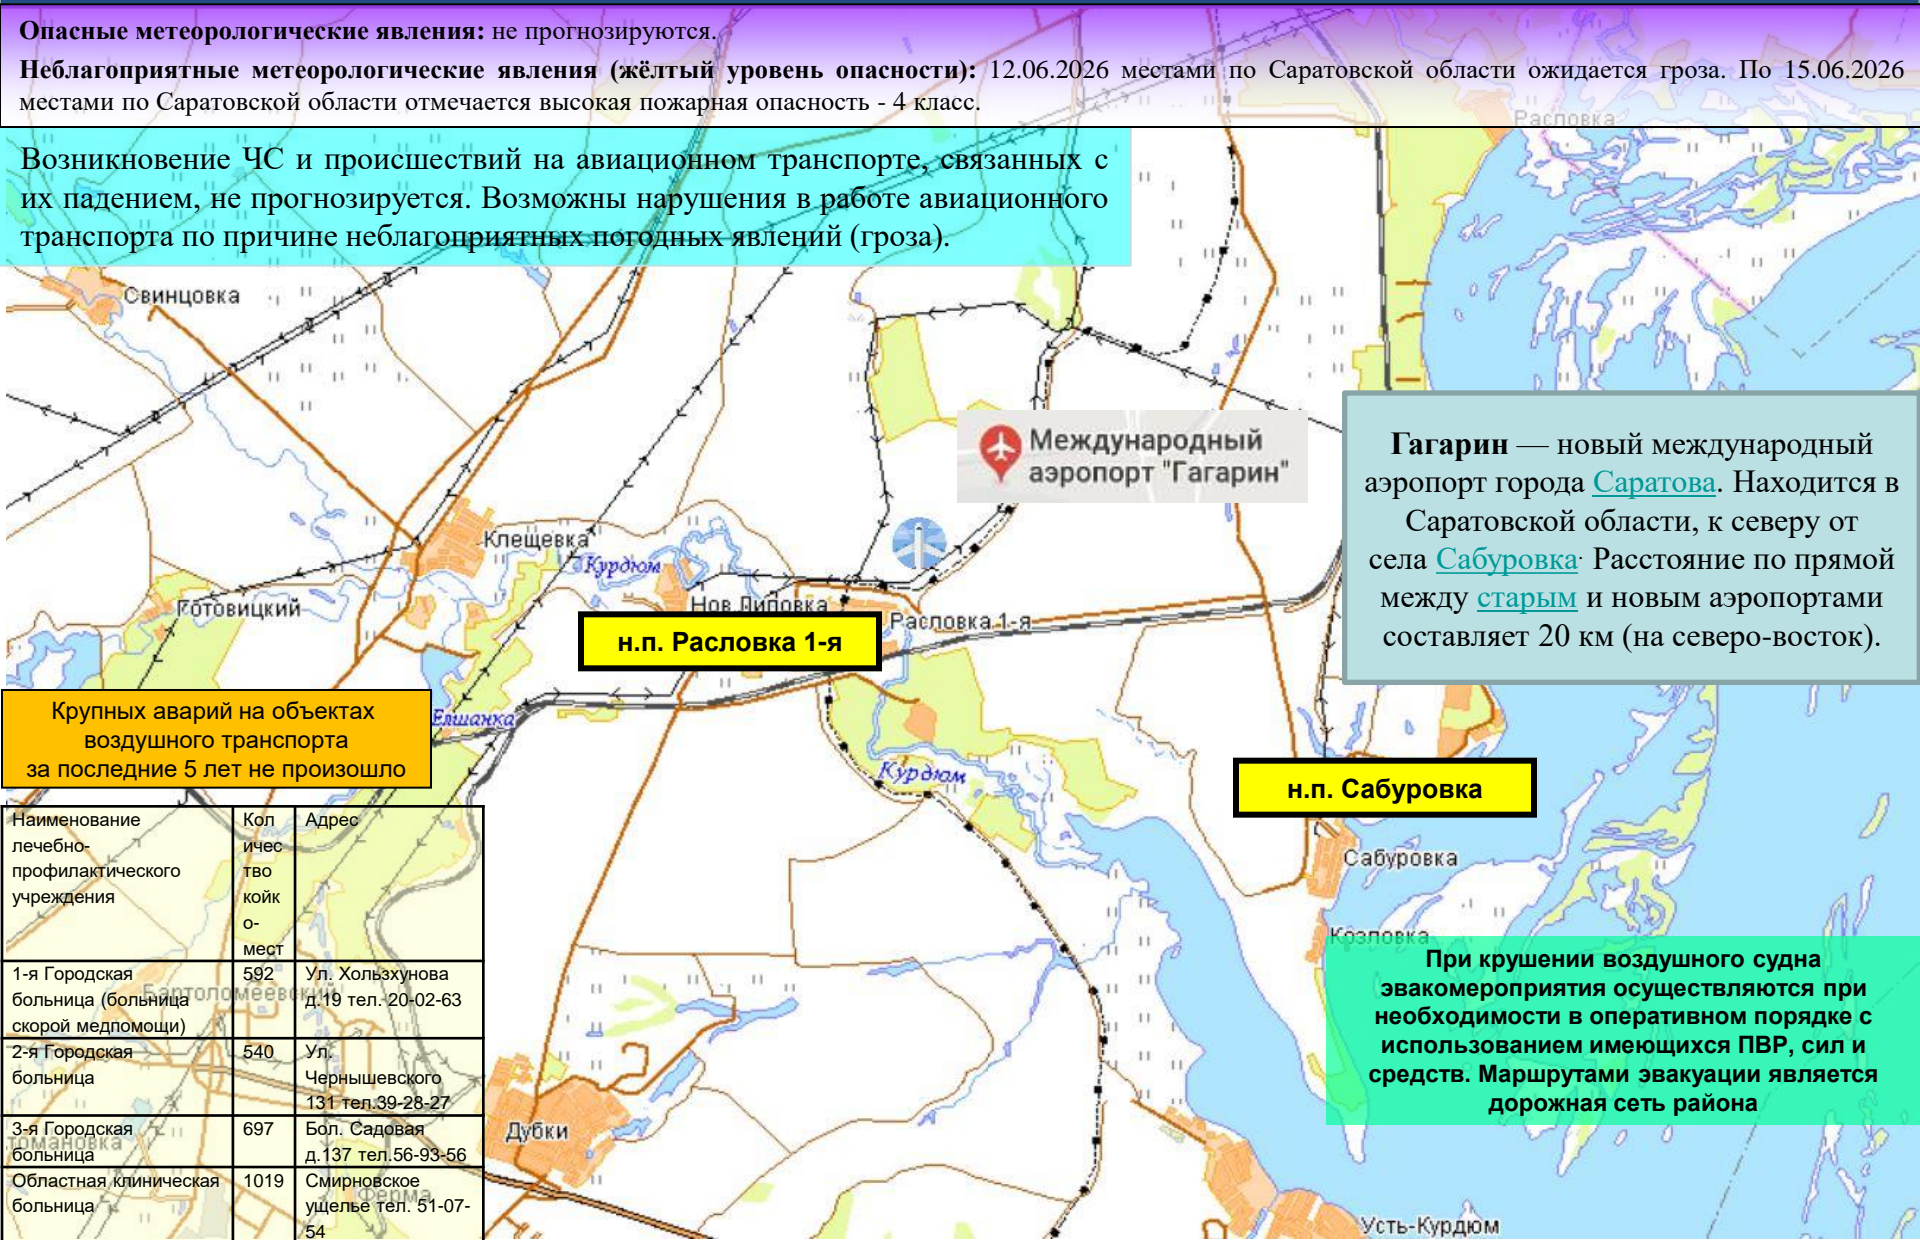 Опасные метеорологические явления: не прогнозируются.
Неблагоприятные метеорологические явления (жёлтый уровень опасности): 12.06.2026 местами по Саратовской области ожидается гроза. По 15.06.2026
местами по Саратовской области отмечается высокая пожарная опасность - 4 класс.
Расловка
Возникновение ЧС и происшествий на авиационном транспорте, связанных с
их падением, не прогнозируется. Возможны нарушения в работе авиационного
транспорта по причине неблагоприятных погодных явлений (гроза).
Свинцовка
Международный
аэропорт "Гагарин"
Гагарин — новый международный
аэропорт города Саратова. Находится в
Саратовской области, к северу от
села Сабуровка. Расстояние по прямой
между старым и новым аэропортами
составляет 20 км (на северо-восток).
Клещевка
Курдюм
Готовицкий
Нов.Липовка
Расловка 1-я
н.п. Расловка 1-я
Елшанка
Крупных аварий на объектах
воздушного транспорта
за последние 5 лет не произошло
Курдюм
н.п. Сабуровка
Сабуровка
Козловка
Наименование
лечебно-
профилактического
учреждения
Кол
ичес
тво
койк
о-
мест
Адрес
1-я Городская
больница (больница
скорой медпомощи)
592
Ул. Хользхунова
д.19 тел. 20-02-63
Бартоломеевский
2-я Городская
больница
540
Ул.
Чернышевского
131 тел.39-28-27
3-я Городская
больница
697
Бол. Садовая
д.137 тел.56-93-56
томановка
Областная клиническая
больница
1019
Смирновское
ущелье тел. 51-07-
54
Ферма
Дубки
При крушении воздушного судна
эвакомероприятия осуществляются при
необходимости в оперативном порядке с
использованием имеющихся ПВР, сил и
средств. Маршрутами эвакуации является
дорожная сеть района
Усть-Курдюм